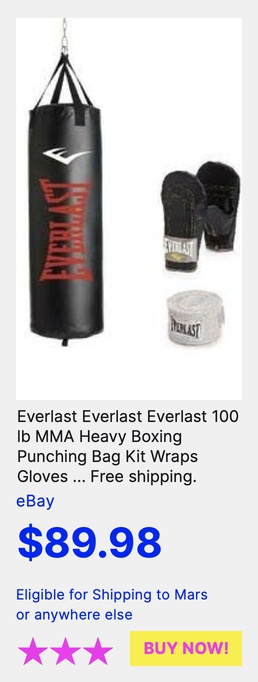 EVERLAST
EVERLAST
EVERLAST
Everlast Everlast Everlast 100
lb MMA Heavy Boxing
Punching Bag Kit Wraps
Gloves ... Free shipping.
eBay
$89.98
Eligible for Shipping to Mars
or anywhere else
BUY NOW!